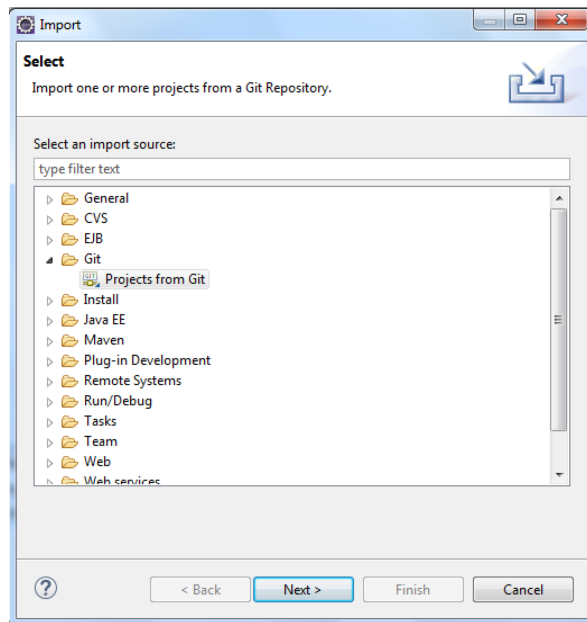 Import
Select
Import one or more projects from a Git Repository.
Select an import source:
type filter text
General
CVS
EJB
Git
Projects from Git
Install
Java EE
Maven
Plug-in Development
Remote Systems
Run/Debug
Tasks
Team
Web
Web services
? < Back Next > Finish Cancel